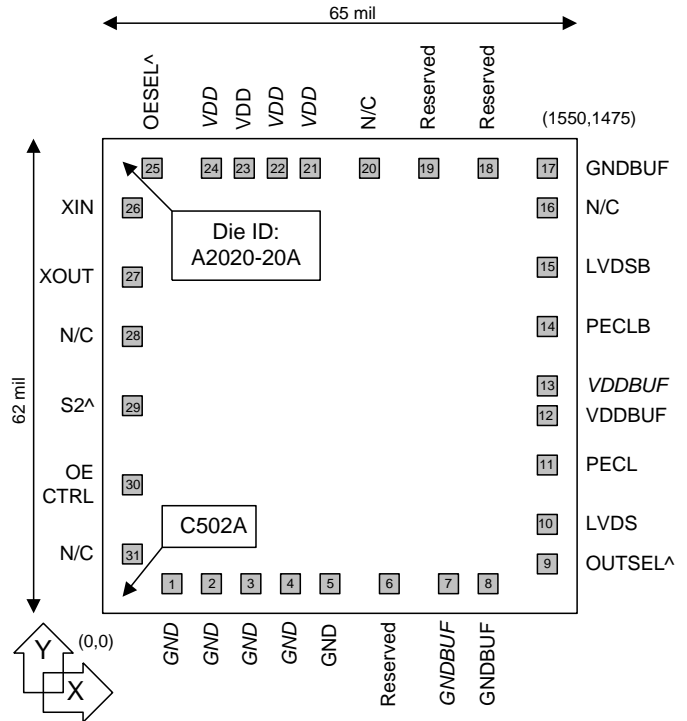 65 mil
OESEL^
VDD
VDD
VDD
VDD
N/C
Reserved
Reserved
(1550,1475)
25 24 23 22 21 20 19 18 17 GNDBUF
XIN 26
16 N/C
Die ID:
A2020-20A
XOUT 27
15 LVDSB
N/C 28
14 PECLB
13 VDDBUF
62 mil
S2^ 29
12 VDDBUF
11 PECL
OE
CTRL
30
C502A
10 LVDS
N/C 31
9 OUTSEL^
1 2 3 4 5 6 7 8
GND
GND
GND
GND
GND
Reserved
GNDBUF
GNDBUF
Y
(0,0)
X